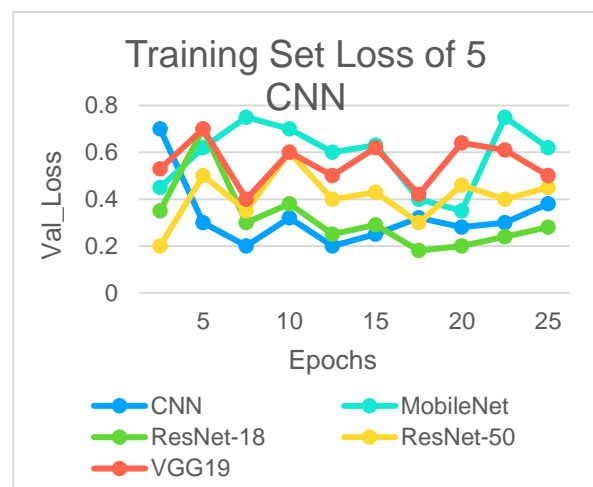 Training Set Loss of 5
CNN
0.8
0.6
0.4
0.2
0
Val_Loss
5 10 15 20 25
Epochs
CNN MobileNet
ResNet-18 ResNet-50
VGG19